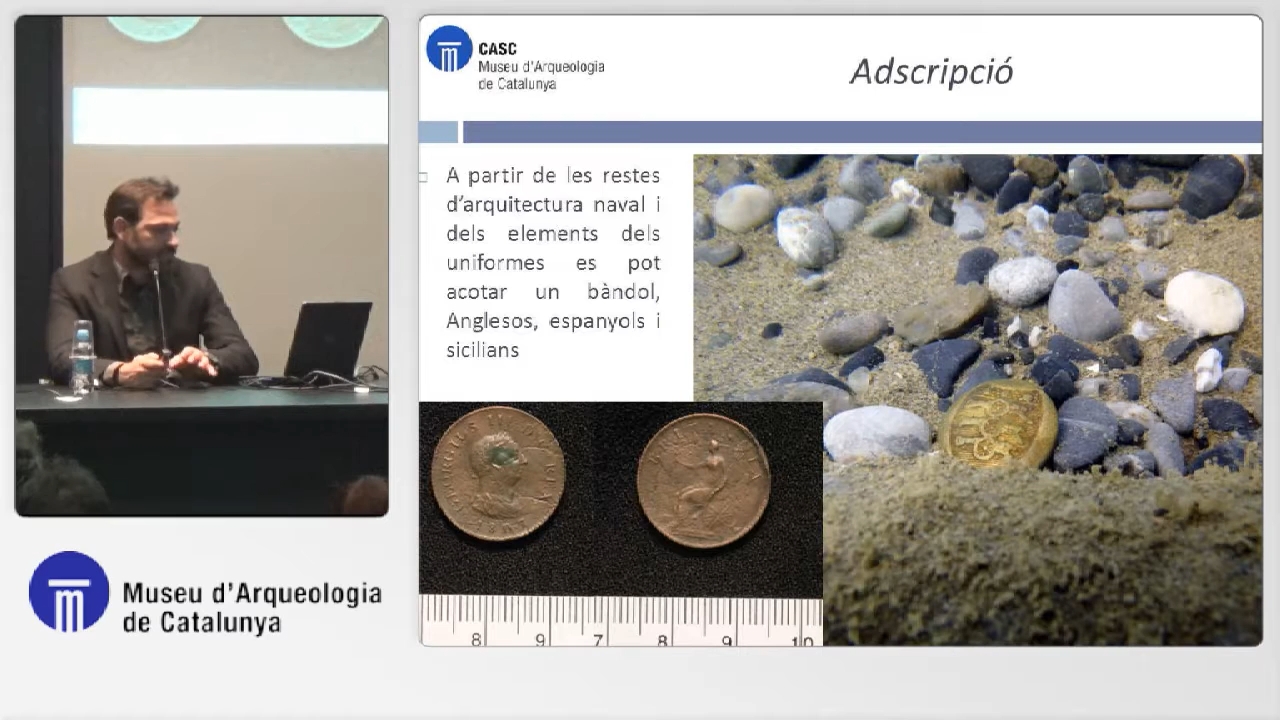 CASC
Museu d'Arqueologia
de Catalunya
Adscripció
A partir de les restes
d'arquitectura naval i
dels elements dels
uniformes es pot
acotar un bàndol,
Anglesos, espanyols i
sicilians
8 9 7 8 9 10
Museu d'Arqueologia
de Catalunya